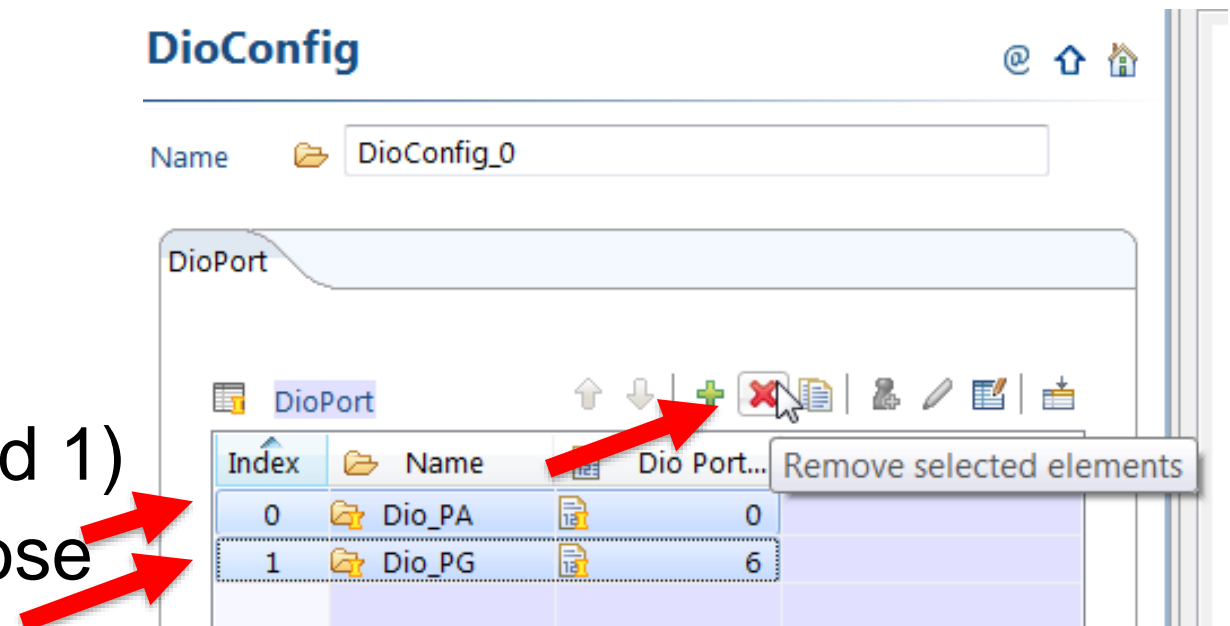 DioConfig
@
Name DioConfig_0
DioPort
DioPort
Index Name Dio Port... Remove selected elements
d 1)
0 Dio_PA 0
ose
1 Dio_PG 6